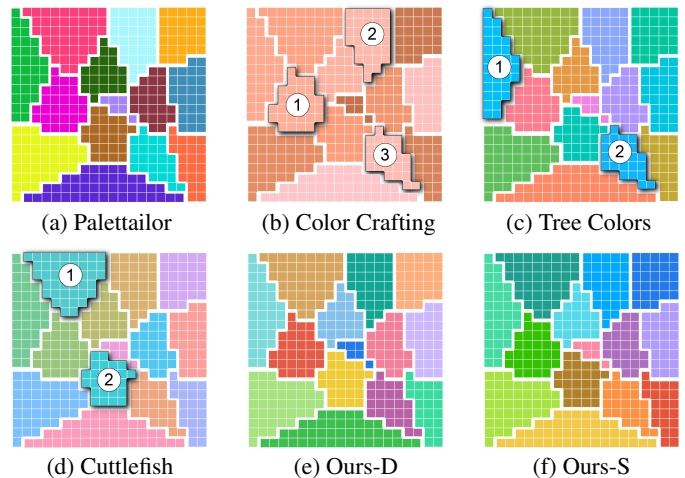 2
1
3
(a) Palettailor
(b) Color Crafting
1
2
(c) Tree Colors
1
2
(d) Cuttlefish
(e) Ours-D
(f) Ours-S